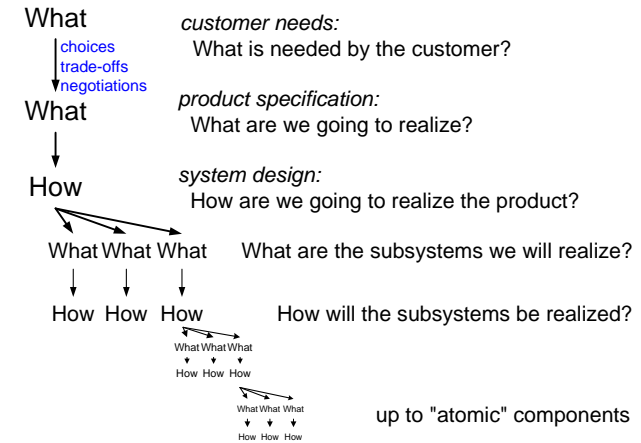 What
customer needs:
What is needed by the customer?
choices
trade-offs
negotiations
What
product specification:
What are we going to realize?
How
system design:
How are we going to realize the product?
What What What
What are the subsystems we will realize?
How How How
How will the subsystems be realized?
What What What
How How How
What What What
up to "atomic" components
How How How